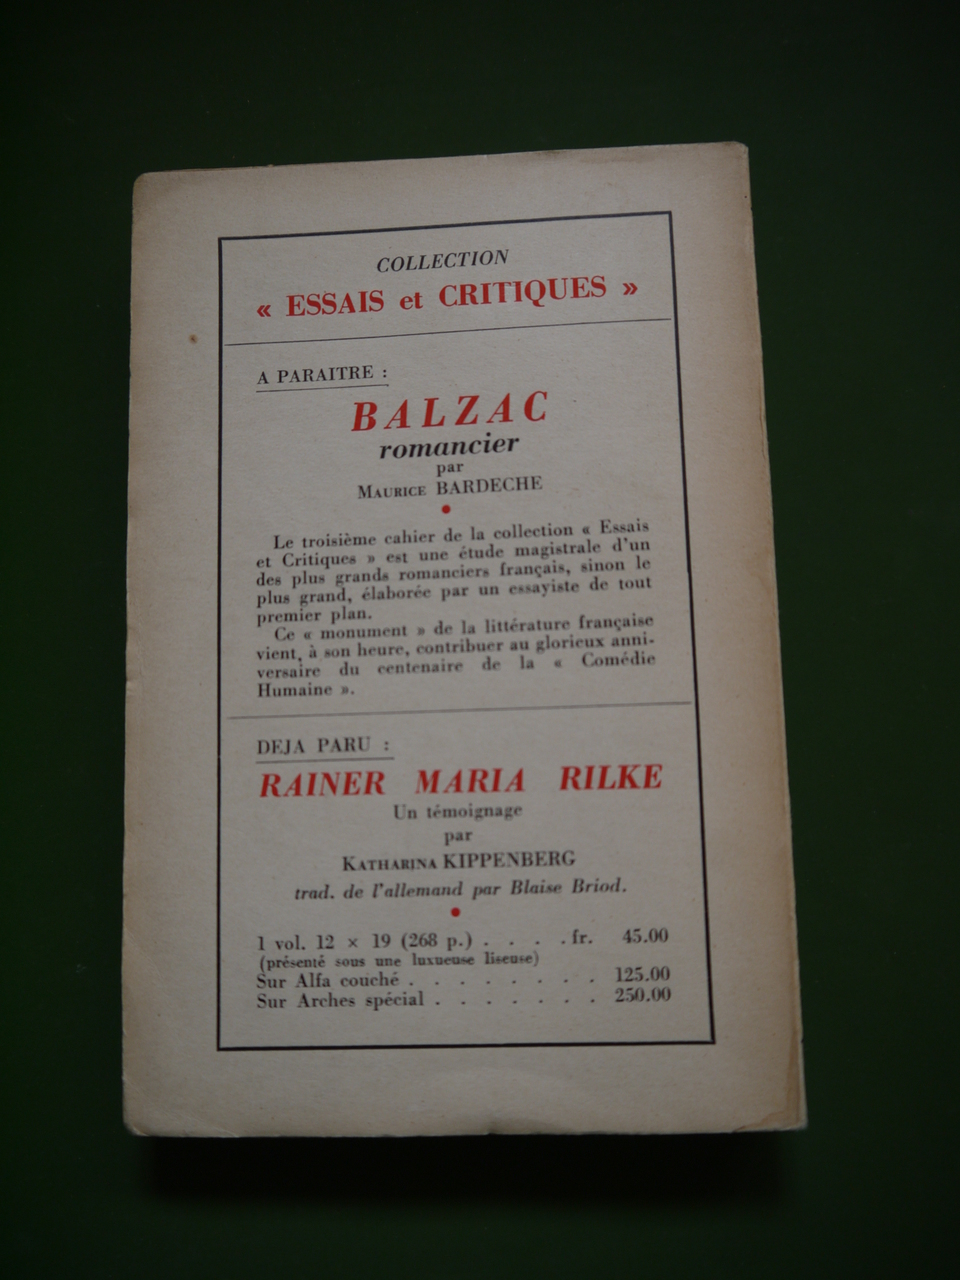 COLLECTION
« ESSAIS et CRITIQUES »
A PARAITRE :
BALZAC
romancier
par
MAURICE BARDECHE
Le troisième cahier de la collection « Essais
et Critiques » est une étude magistrale d'un
des plus grands romanciers français, sinon le
plus grand, élaborée par un essayiste de tout
premier plan.
Ce « monument » de la littérature française
vient, à son heure, contribuer au glorieux anni-
versaire du centenaire de la « Comédie
Humaine ».
DEJA PARU :
RAINER MARIA RILKE
Un témoignage
par
KATHARINA KIPPENBERG
trad. de l'allemand par Blaise Briod.
1 vol. 12 × 19 (268 p.) . . . . fr. 45.00
(présenté sous une luxueuse liseuse)
Sur Alfa couché . . . . . . . . 125.00
Sur Arches spécial . . . . . . . 250.00